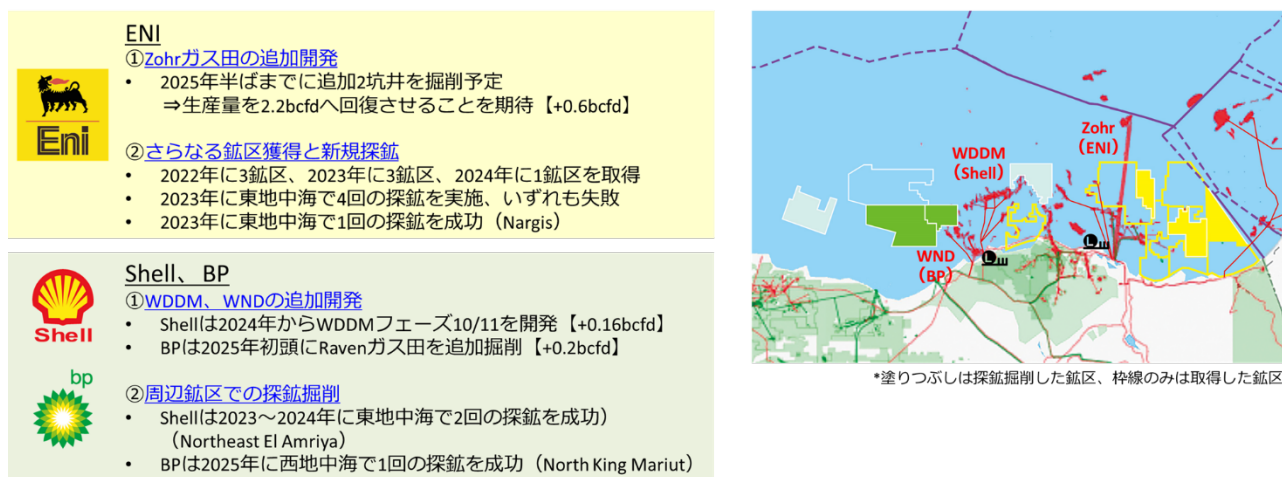 ENI
①Zohrガス田の追加開発
• 2025年半ばまでに追加2坑井を掘削予定
⇒生産量を2.2bcfdへ回復させることを期待【+0.6bcfd】
②さらなる鉱区獲得と新規探鉱
• 2022年に3鉱区、2023年に3鉱区、2024年に1鉱区を取得
• 2023年に東地中海で4回の探鉱を実施、いずれも失敗
• 2023年に東地中海で1回の探鉱を成功（Nargis）
Eni
Shell、BP
①WDDM、WNDの追加開発
• Shellは2024年からWDDMフェーズ10/11を開発【+0.16bcfd】
• BPは2025年初頭にRavenガス田を追加掘削【+0.2bcfd】
②周辺鉱区での探鉱掘削
• Shellは2023～2024年に東地中海で2回の探鉱を成功）
（Northeast El Amriya）
• BPは2025年に西地中海で1回の探鉱を成功（North King Mariut）
Shell
bp
Zohr
（ENI）
WDDM
（Shell）
WND
（BP）
L
L
*塗りつぶしは探鉱掘削した鉱区、枠線のみは取得した鉱区